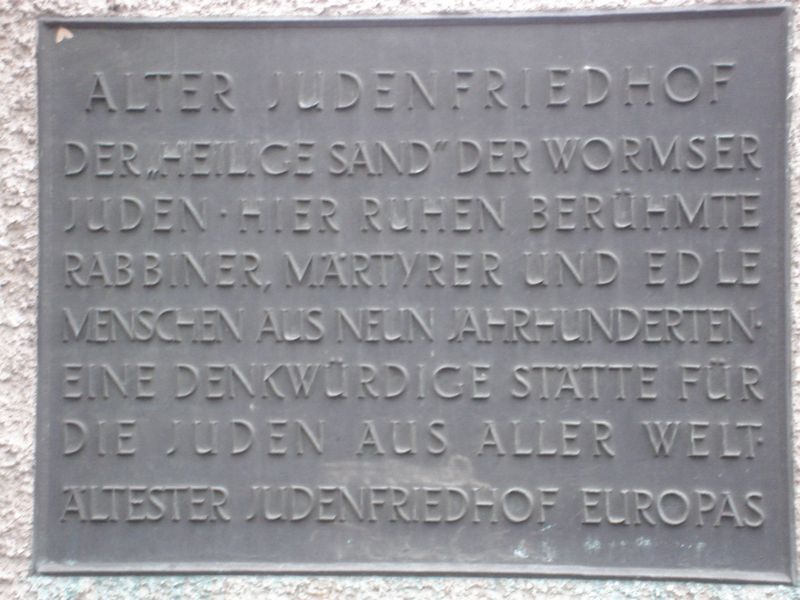 ALTER JUDENFRIEDHOF
DER „HEILIGE SAND" DER WORMSER
JUDEN · HIER RUHEN BERÜHMTE
RABBINER, MÄRTYRER UND EDLE
MENSCHEN AUS NEUN JAHRHUNDERTEN·
EINE DENKWÜRDIGE STÄTTE FÜR
DIE JUDEN AUS ALLER WELT·
ÄLTESTER JUDENFRIEDHOF EUROPAS